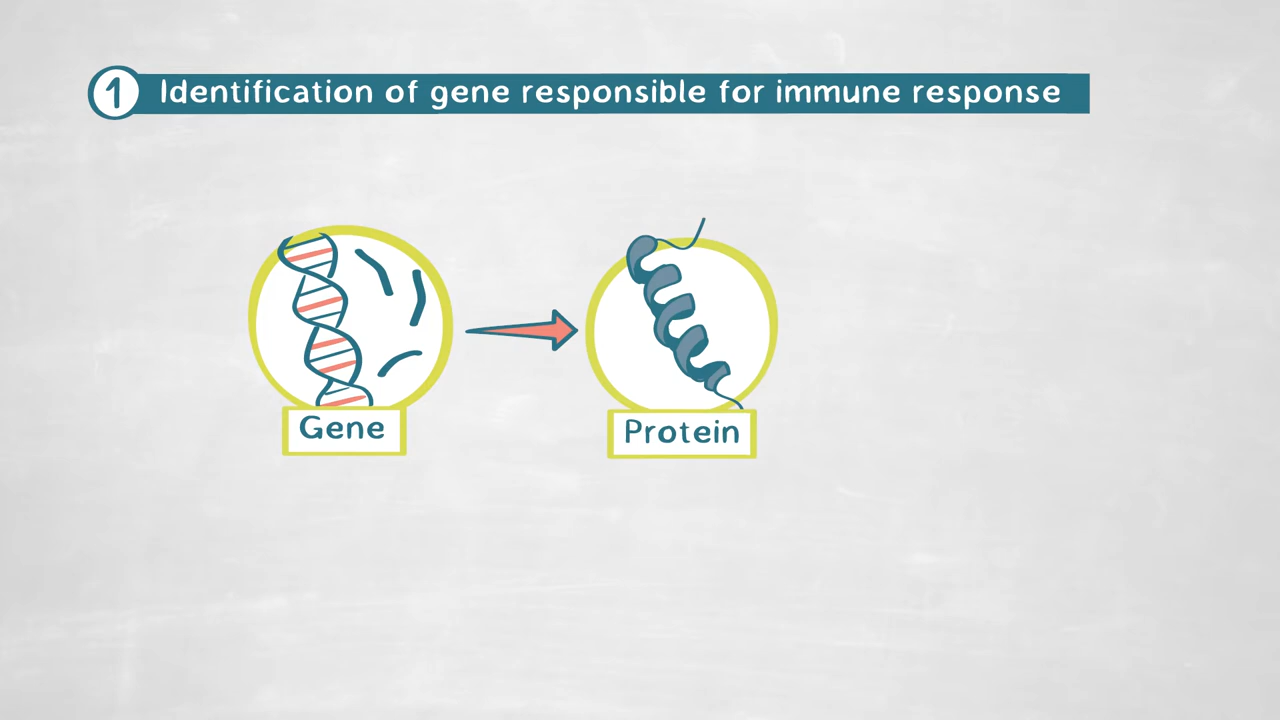 1 Identification of gene responsible for immune response
Gene
Protein